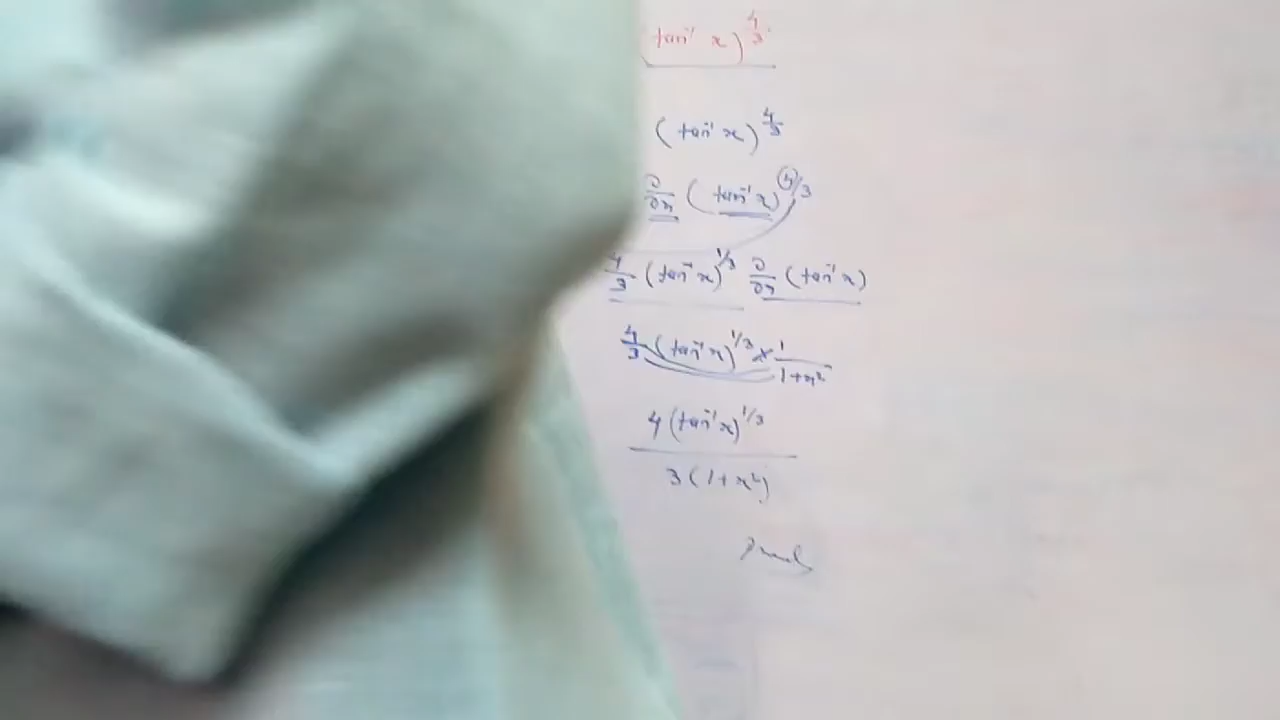 tan⁻¹ x)^4/3
(tan⁻¹ x)^4/3
∂/∂x (tan⁻¹ x)^4/3
4/3 (tan⁻¹ x)^1/3 ∂/∂x (tan⁻¹ x)
4/3 (tan⁻¹ x)^1/3 × 1/1+x²
4 (tan⁻¹ x)^1/3
3 (1+x²)